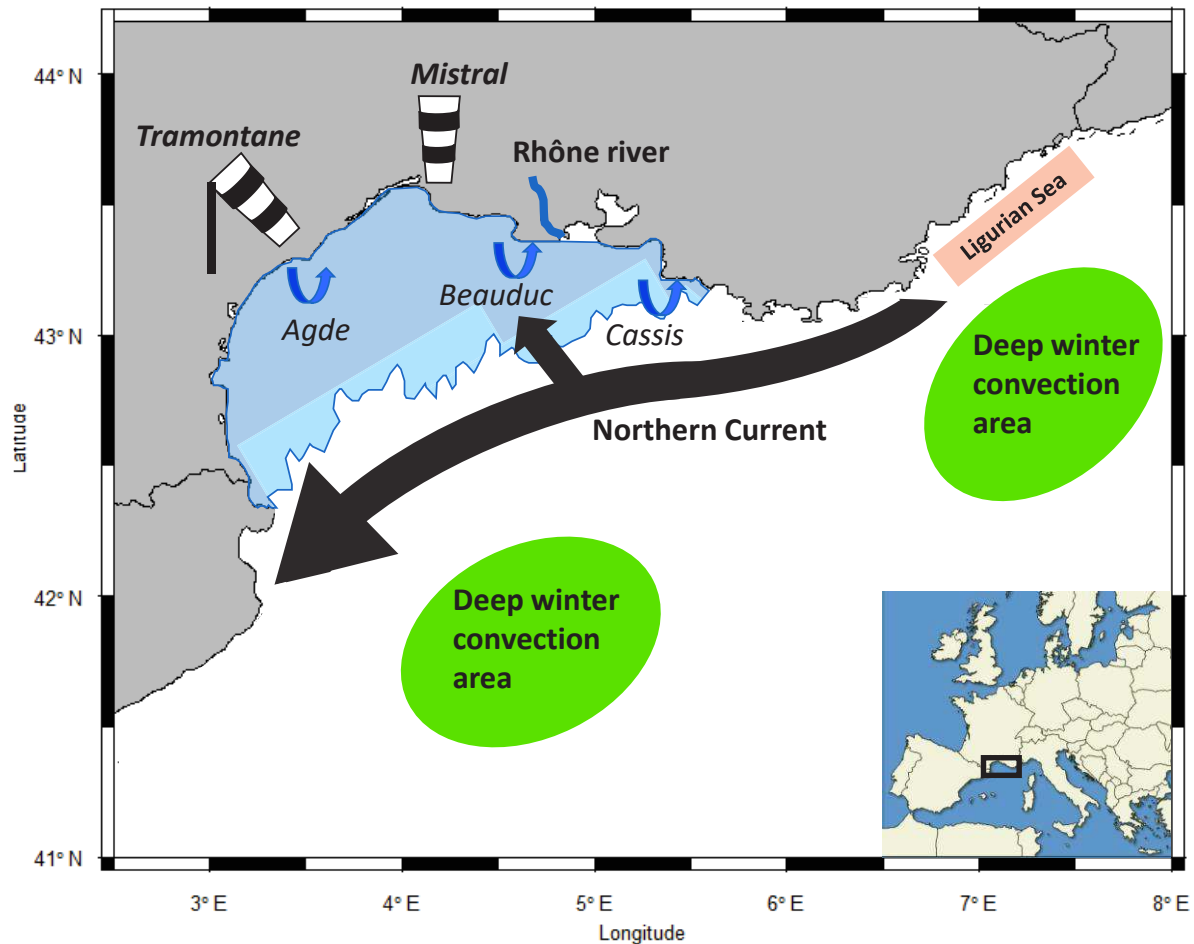 44° N
43° N
42° N
41° N
Latitude
Mistral
Tramontane
Rhône river
Ligurian Sea
Beauduc
Agde
Cassis
Deep winter
convection
area
Northern Current
Deep winter
convection
area
3° E
4° E
5° E
6° E
7° E
8° E
Longitude